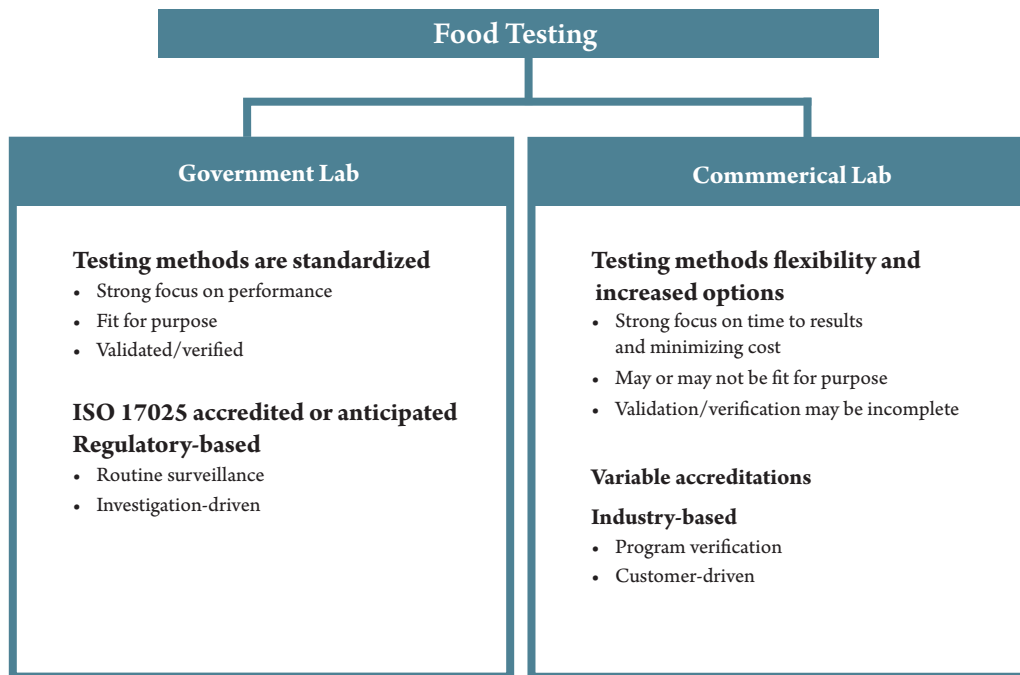 Food Testing
Government Lab
Testing methods are standardized
• Strong focus on performance
• Fit for purpose
• Validated/verified
ISO 17025 accredited or anticipated
Regulatory-based
• Routine surveillance
• Investigation-driven
Commmerical Lab
Testing methods flexibility and
increased options
• Strong focus on time to results
and minimizing cost
• May or may not be fit for purpose
• Validation/verification may be incomplete
Variable accreditations
Industry-based
• Program verification
• Customer-driven